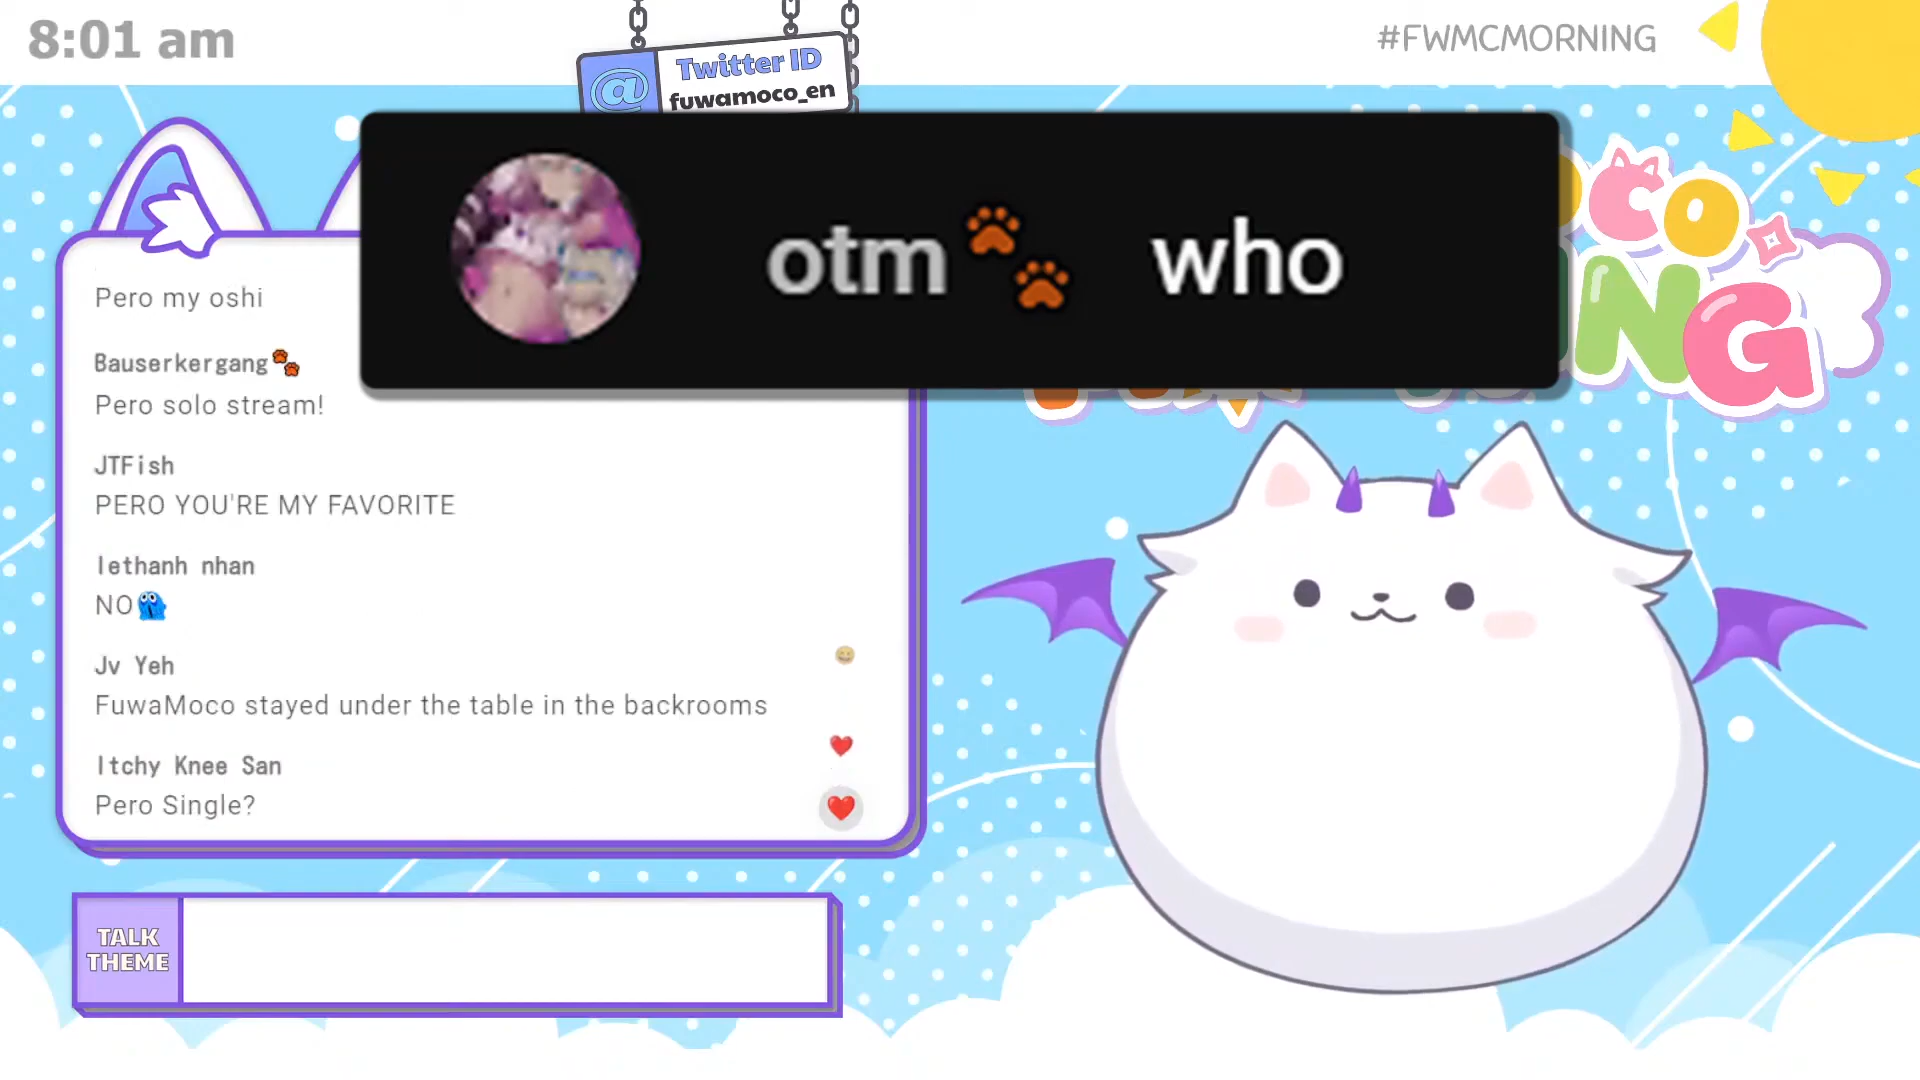 8:01 am
@ Twitter ID
fuwamoco_en
#FWMCMORNING
otm🐾 who
Pero my oshi
Bauserkergang🐾
Pero solo stream!
JTFish
PERO YOU'RE MY FAVORITE
lethanh nhan
NO
Jv Yeh
FuwaMoco stayed under the table in the backrooms
Itchy Knee San
Pero Single?
TALK
THEME